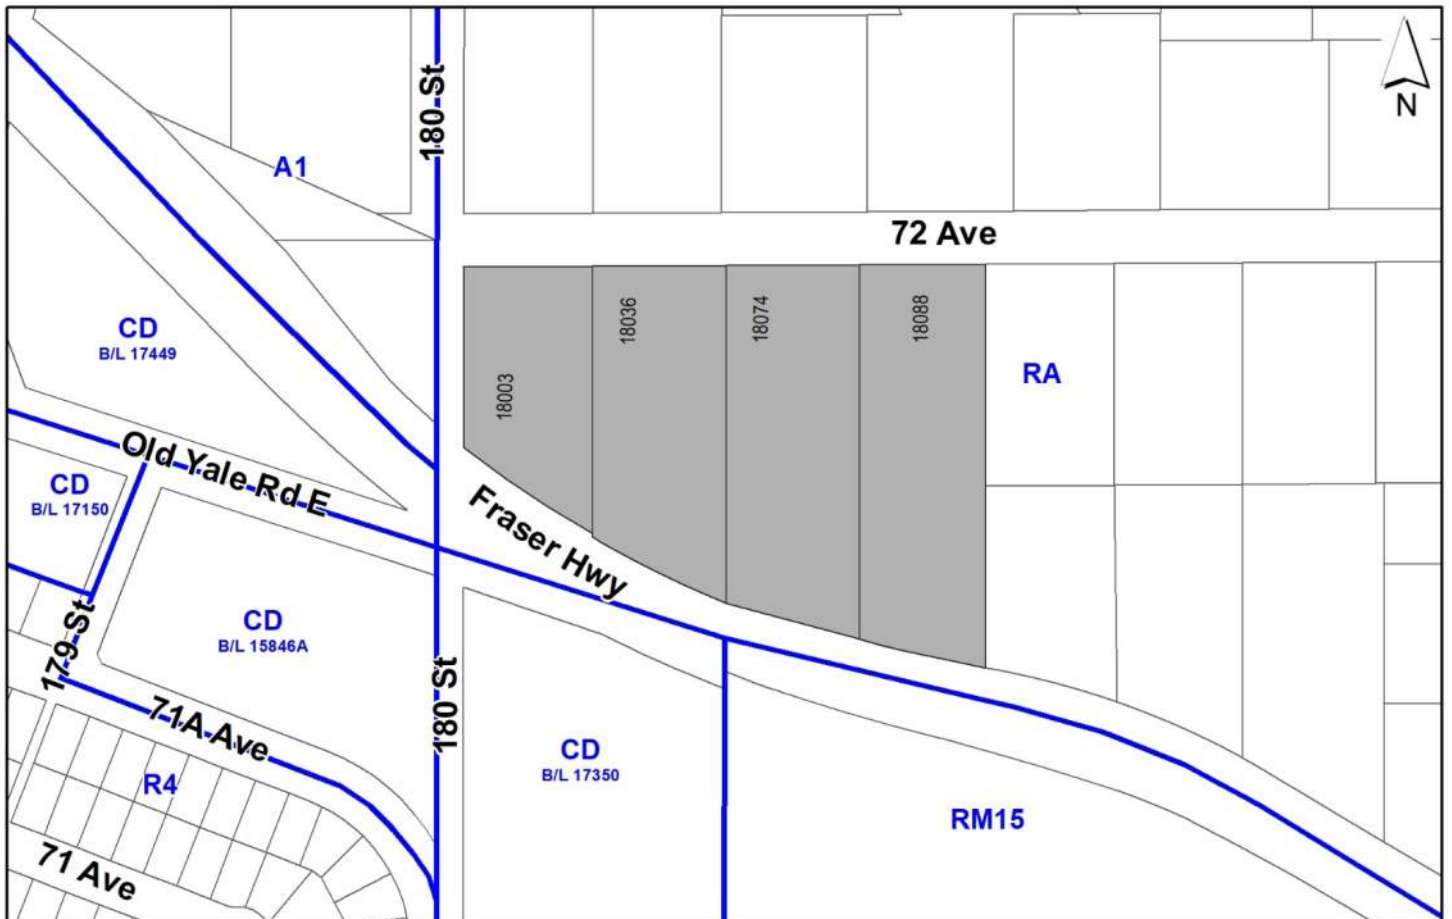 180 St
N
A1
72 Ave
18036
18074
18088
CD
B/L 17449
RA
18003
Old Yale Rd E
CD
B/L 17150
Fraser Hwy
CD
B/L 15846A
179 St
180 St
71A Ave
CD
B/L 17350
R4
RM15
71 Ave